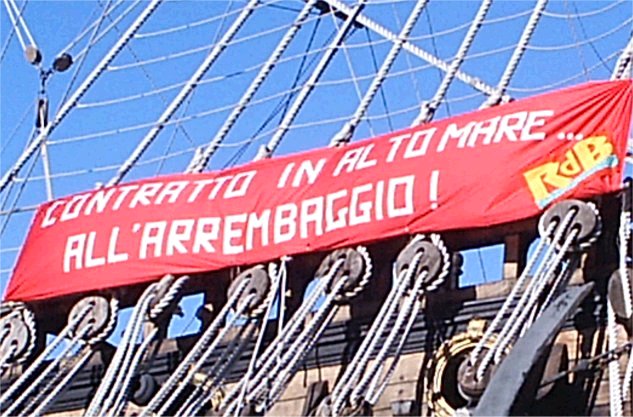 CONTRATTO IN ALTO MARE...
ALL'ARREMBAGGIO!
RdB